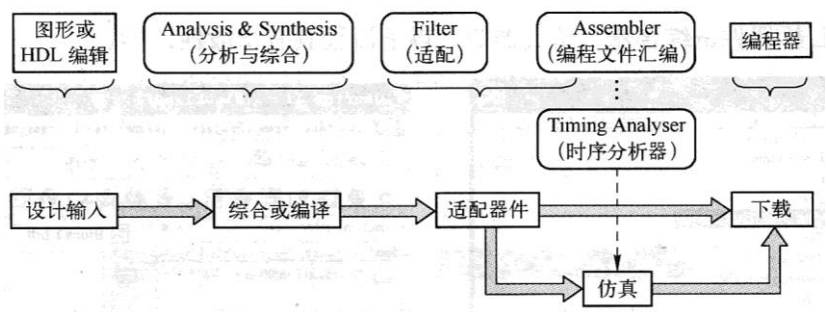 图形或
HDL 编辑
Analysis & Synthesis
（分析与综合）
Filter
（适配）
Assembler
（编程文件汇编）
编程器
Timing Analyser
（时序分析器）
设计输入
综合或编译
适配器件
下载
仿真